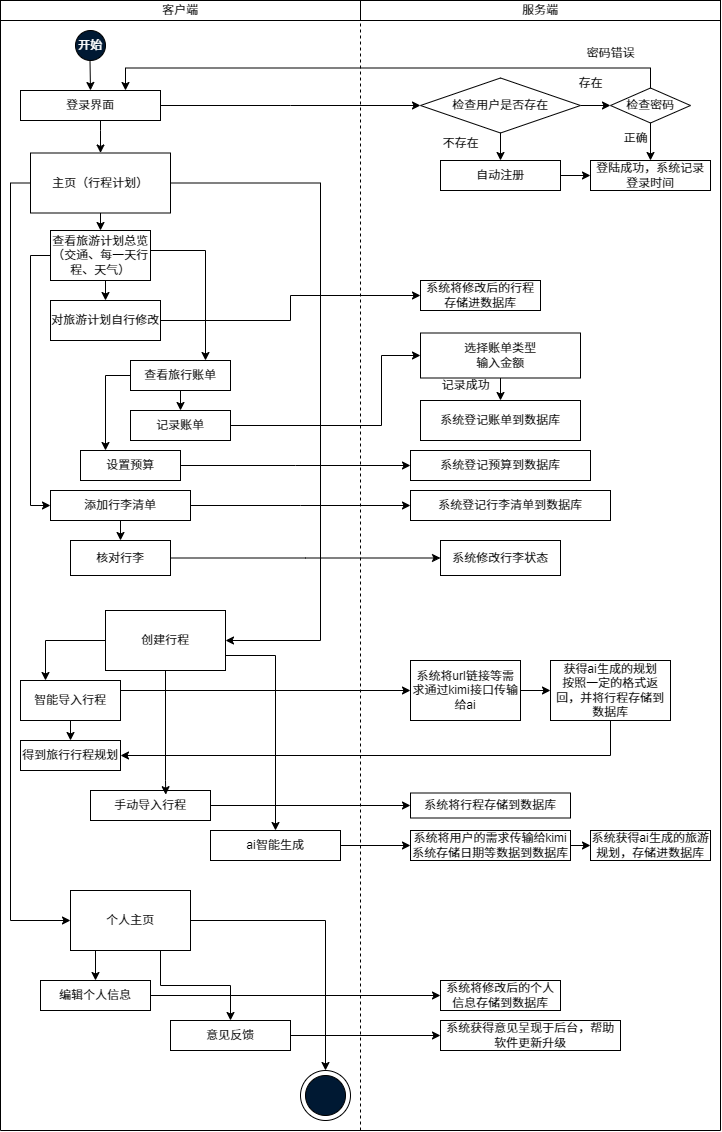 客户端
服务端
开始
密码错误
登录界面
检查用户是否存在
存在
检查密码
不存在
正确
自动注册
登陆成功，系统记录
登录时间
主页（行程计划）
查看旅游计划总览
（交通、每一天行
程、天气）
对旅游计划自行修改
系统将修改后的行程
存储进数据库
查看旅行账单
选择账单类型
输入金额
记录成功
记录账单
系统登记账单到数据库
设置预算
系统登记预算到数据库
添加行李清单
系统登记行李清单到数据库
核对行李
系统修改行李状态
创建行程
智能导入行程
系统将url链接等需
求通过kimi接口传输
给ai
获得ai生成的规划
按照一定的格式返
回，并将行程存储到
数据库
得到旅行行程规划
手动导入行程
系统将行程存储到数据库
ai智能生成
系统将用户的需求传输给kimi
系统存储日期等数据到数据库
系统获得ai生成的旅游
规划，存储进数据库
个人主页
编辑个人信息
系统将修改后的个人
信息存储到数据库
意见反馈
系统获得意见呈现于后台，帮助
软件更新升级